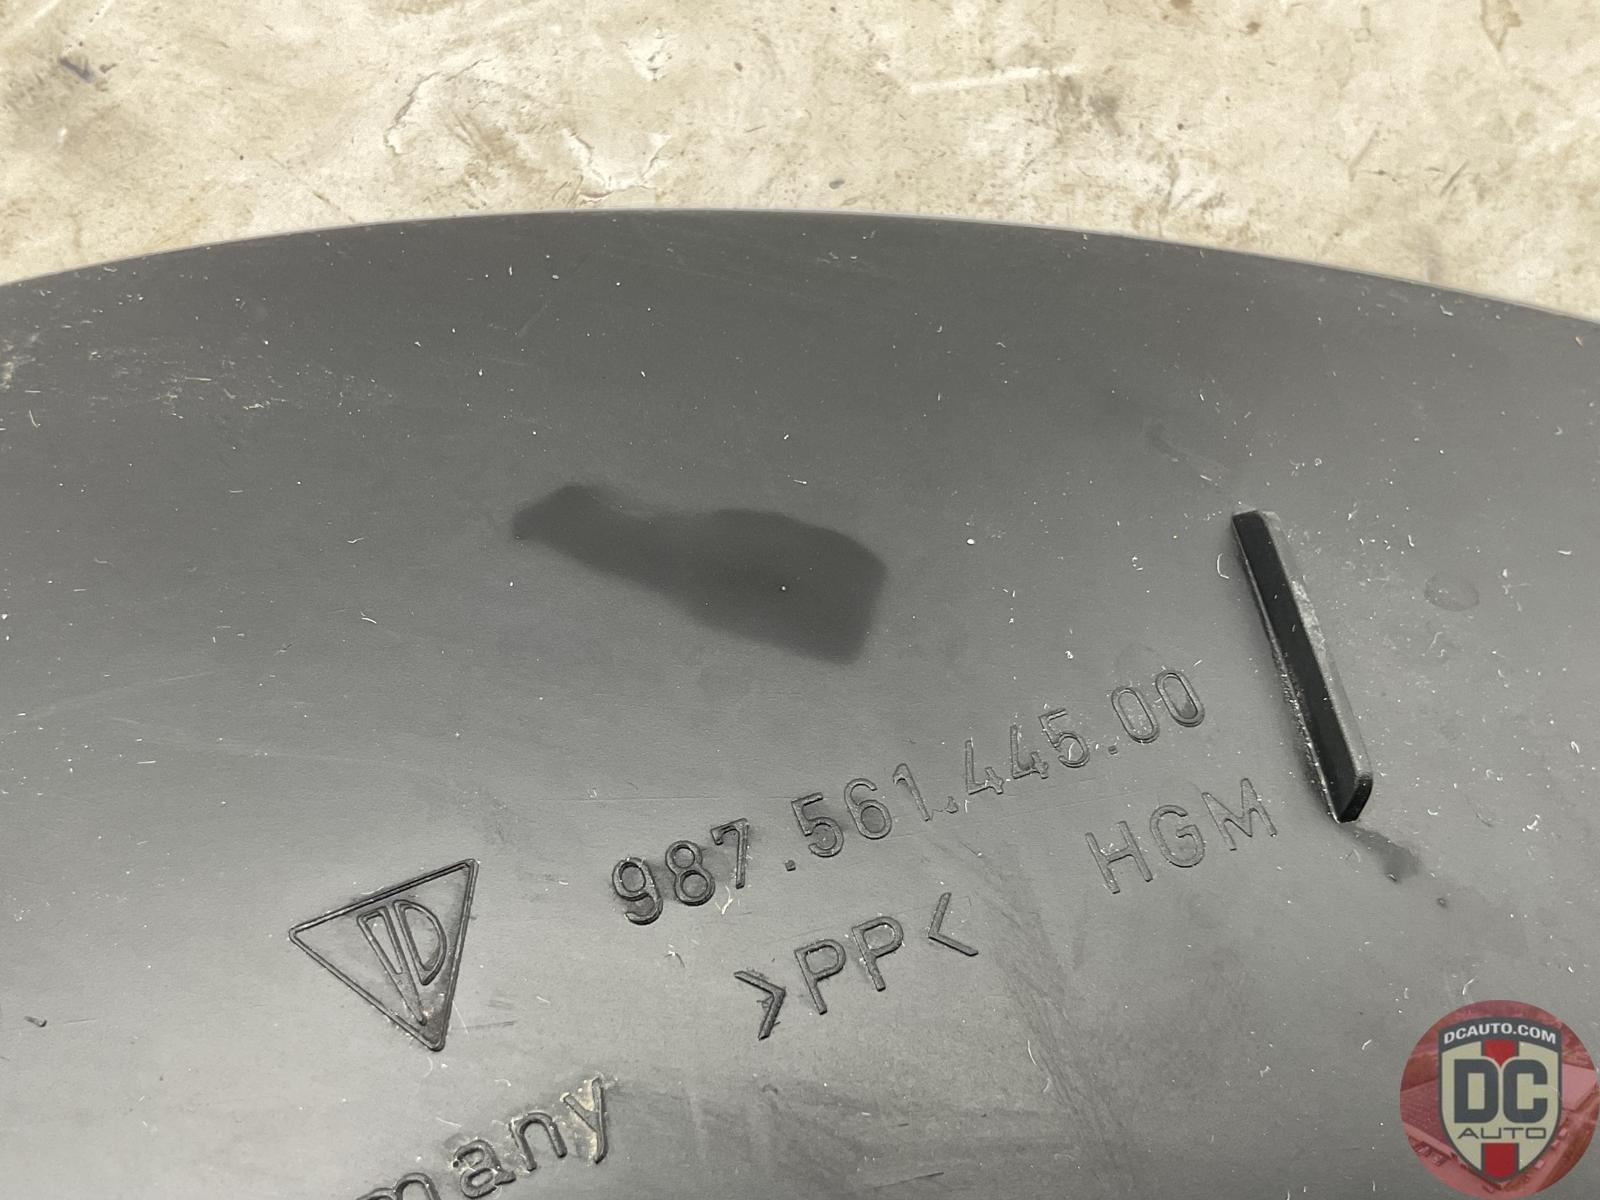 987.561.445.00
HGM
>PP<
many
DCAUTO.COM
DC
AUTO